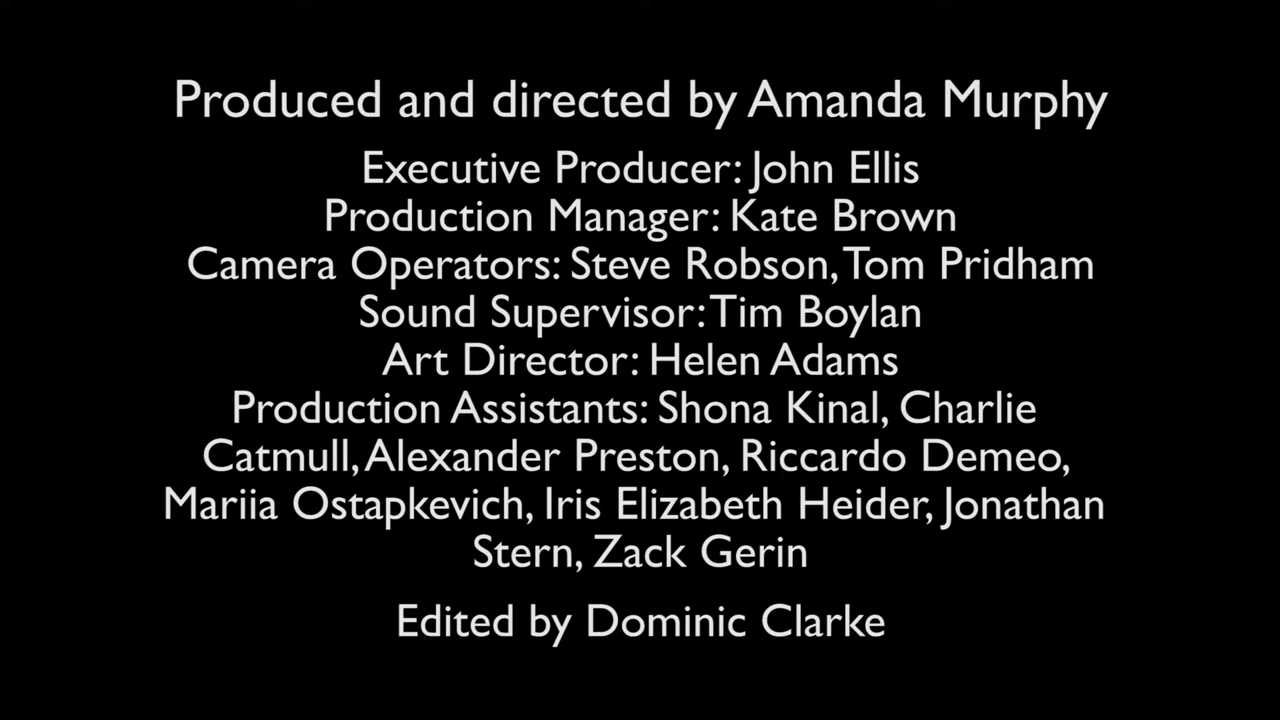 Produced and directed by Amanda Murphy
Executive Producer: John Ellis
Production Manager: Kate Brown
Camera Operators: Steve Robson, Tom Pridham
Sound Supervisor: Tim Boylan
Art Director: Helen Adams
Production Assistants: Shona Kinal, Charlie
Catmull, Alexander Preston, Riccardo Demeo,
Mariia Ostapkevich, Iris Elizabeth Heider, Jonathan
Stern, Zack Gerin
Edited by Dominic Clarke